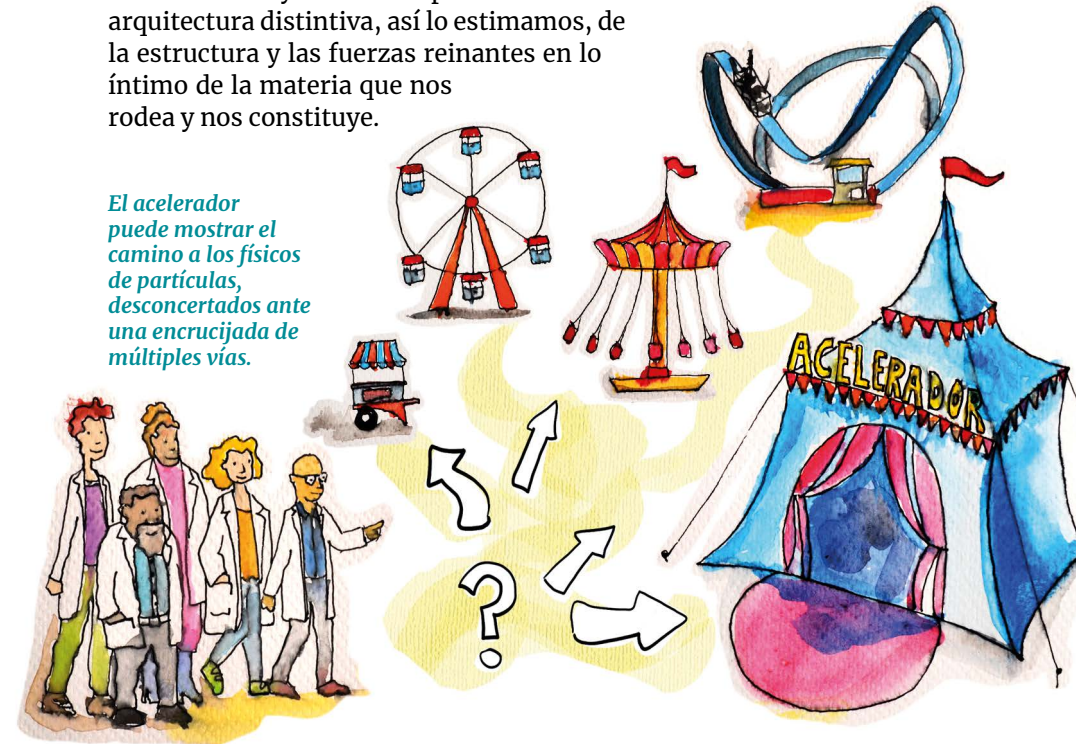 arquitectura distintiva, así lo estimamos, de
la estructura y las fuerzas reinantes en lo
íntimo de la materia que nos
rodea y nos constituye.
El acelerador
puede mostrar el
camino a los físicos
de partículas,
desconcertados ante
una encrucijada de
múltiples vías.
ACELERADOR
?